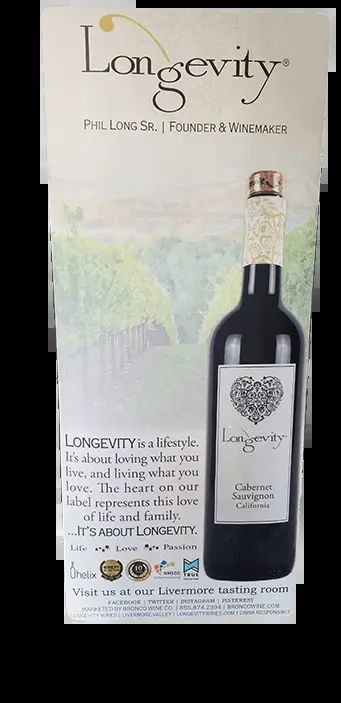 Longevity®
PHIL LONG SR. | FOUNDER & WINEMAKER
Longevity™
Cabernet
Sauvignon
California
LONGEVITY is a lifestyle.
It's about loving what you
live, and living what you
love. The heart on our
label represents this love
of life and family.
...IT'S ABOUT LONGEVITY.
Life Love Passion
helix 10 NMSDC TRUE
Visit us at our Livermore tasting room
FACEBOOK | TWITTER | INSTAGRAM | PINTEREST
MARKETED BY BRONCO WINE CO. | 855.874.2394 | BRONCOWINE.COM
LONGEVITY WINES | LIVERMORE VALLEY | LONGEVITYWINES.COM | DRINK RESPONSIBLY